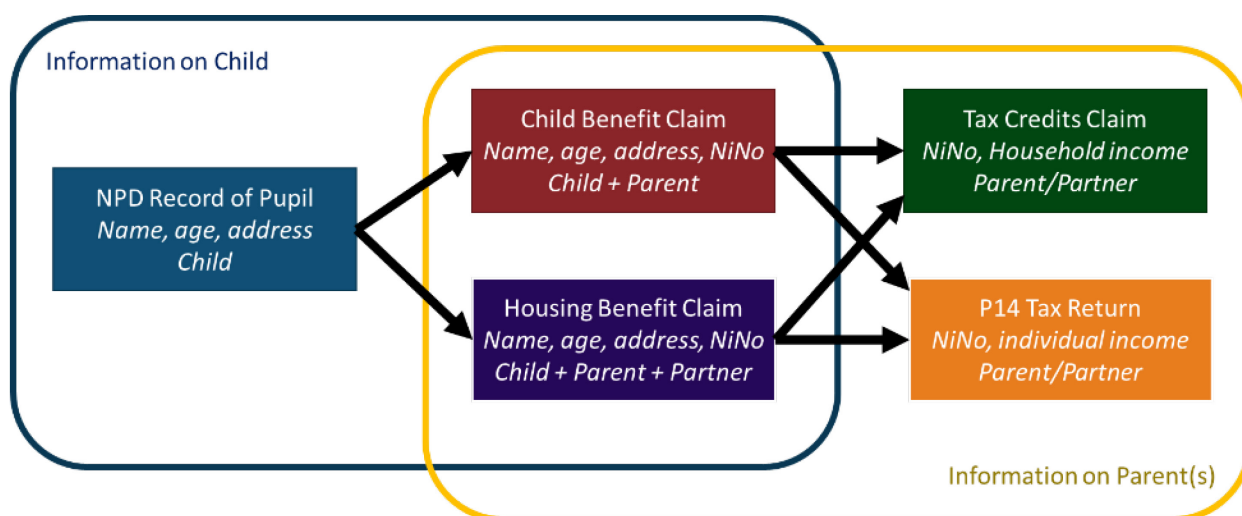 Information on Child
NPD Record of Pupil
Name, age, address
Child
Child Benefit Claim
Name, age, address, NiNo
Child + Parent
Housing Benefit Claim
Name, age, address, NiNo
Child + Parent + Partner
Tax Credits Claim
NiNo, Household income
Parent/Partner
P14 Tax Return
NiNo, individual income
Parent/Partner
Information on Parent(s)